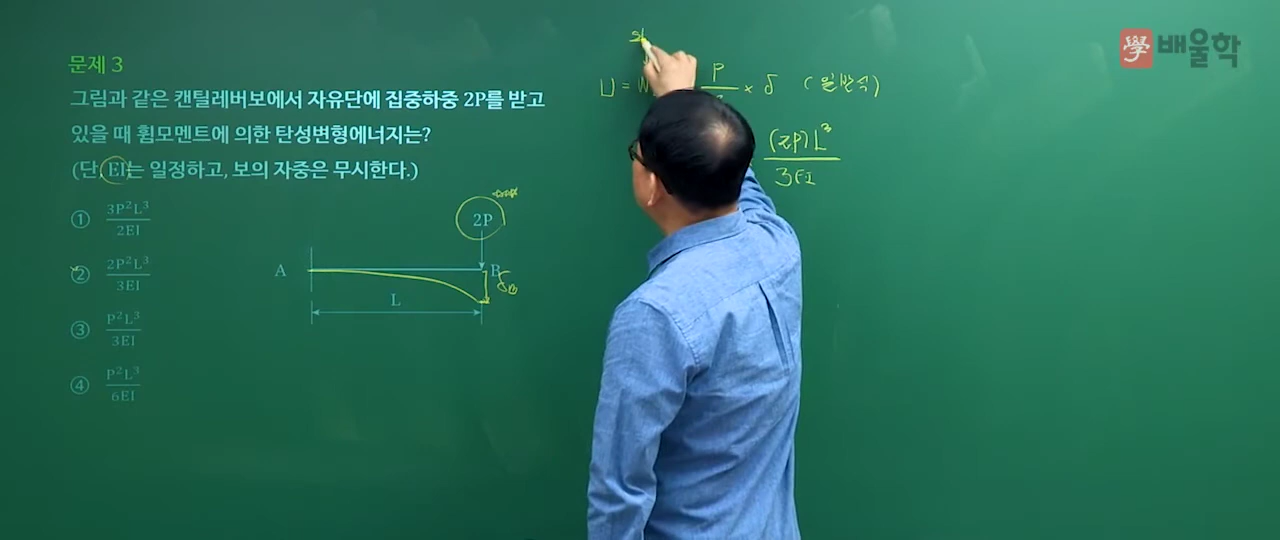 學 배울학
문제 3
그림과 같은 캔틸레버보에서 자유단에 집중하중 2P를 받고
있을 때 휨모멘트에 의한 탄성변형에너지는?
(단, EI는 일정하고, 보의 자중은 무시한다.)
① 3P²L³/2EI
② 2P²L³/3EI
③ P²L³/3EI
④ P²L³/6EI
2P
A
B
δB
L
U = W P × δ (일반식)
(2P)L³/3EI